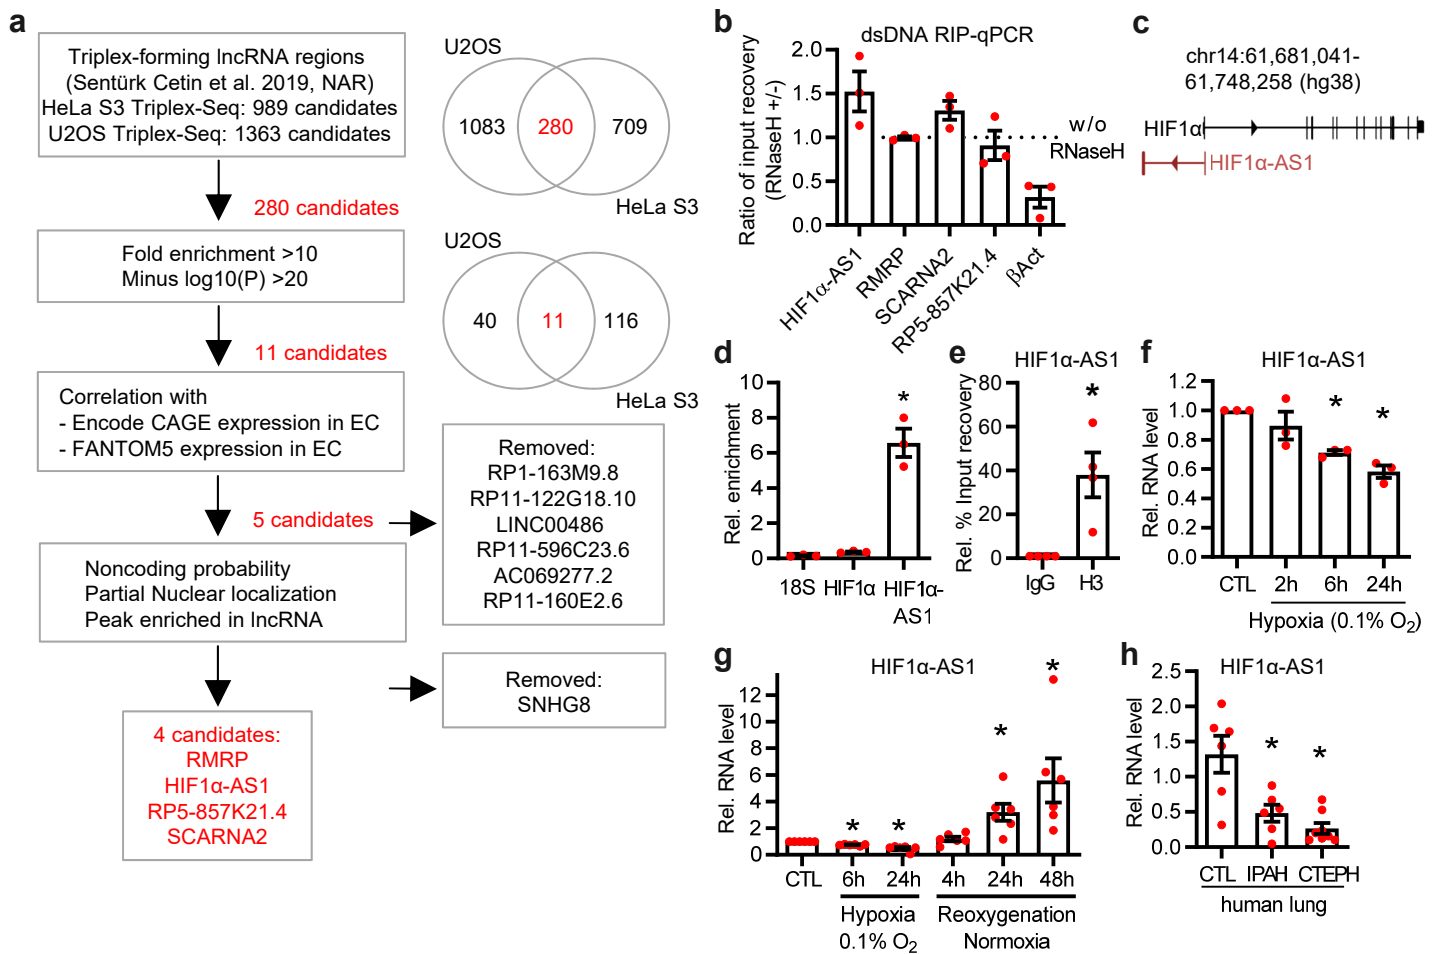 a
Triplex-forming lncRNA regions
(Sentürk Cetin et al. 2019, NAR)
HeLa S3 Triplex-Seq: 989 candidates
U2OS Triplex-Seq: 1363 candidates
280 candidates
Fold enrichment >10
Minus log10(P) >20
11 candidates
Correlation with
- Encode CAGE expression in EC
- FANTOM5 expression in EC
5 candidates
Noncoding probability
Partial Nuclear localization
Peak enriched in lncRNA
4 candidates:
RMRP
HIF1α-AS1
RP5-857K21.4
SCARNA2
U2OS
1083
280
709
HeLa S3
U2OS
40
11
116
HeLa S3
Removed:
RP1-163M9.8
RP11-122G18.10
LINC00486
RP11-596C23.6
AC069277.2
RP11-160E2.6
Removed:
SNHG8
b
dsDNA RIP-qPCR
Ratio of input recovery
(RNaseH +/-)
2.0
1.5
1.0
0.5
0.0
w/o
RNaseH
HIF1α-AS1
RMRP
SCARNA2
RP5-857K21.4
βAct
c
chr14:61,681,041-
61,748,258 (hg38)
HIF1α
HIF1α-AS1
d
Rel. enrichment
10
8
6
4
2
0
*
18S
HIF1α
HIF1α-
AS1
e
HIF1α-AS1
Rel. % Input recovery
80
60
40
20
0
*
IgG
H3
f
HIF1α-AS1
Rel. RNA level
1.2
1.0
0.8
0.6
0.4
0.2
0.0
*
*
CTL
2h
6h
24h
Hypoxia (0.1% O2)
g
HIF1α-AS1
Rel. RNA level
12
10
8
6
4
2
0
*
*
*
*
CTL
6h
24h
4h
24h
48h
Hypoxia
0.1% O2
Reoxygenation
Normoxia
h
HIF1α-AS1
Rel. RNA level
2.5
2.0
1.5
1.0
0.5
0.0
*
*
CTL
IPAH
CTEPH
human lung